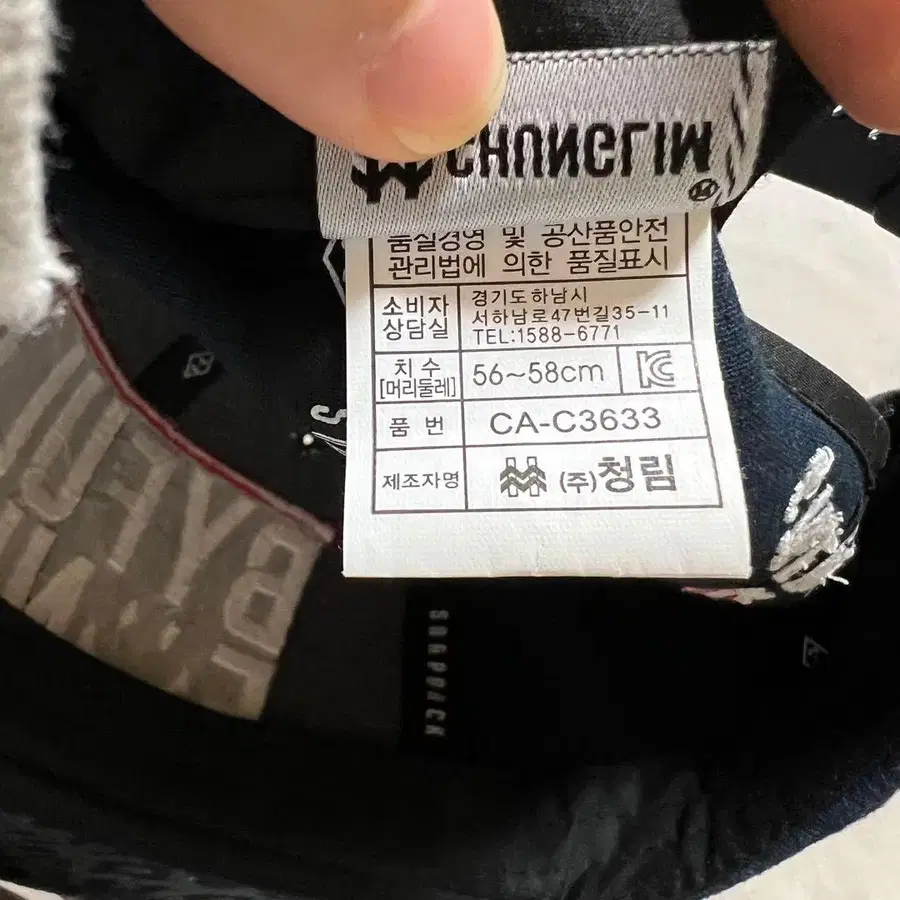 CHUNGLIM
품질경영 및 공산품안전
관리법에 의한 품질표시
소비자
상담실
경기도하남시
서하남로47번길35-11
TEL:1588-6771
치 수
[머리둘레]
56~58cm
품 번
CA-C3633
제조자명
(주)청림